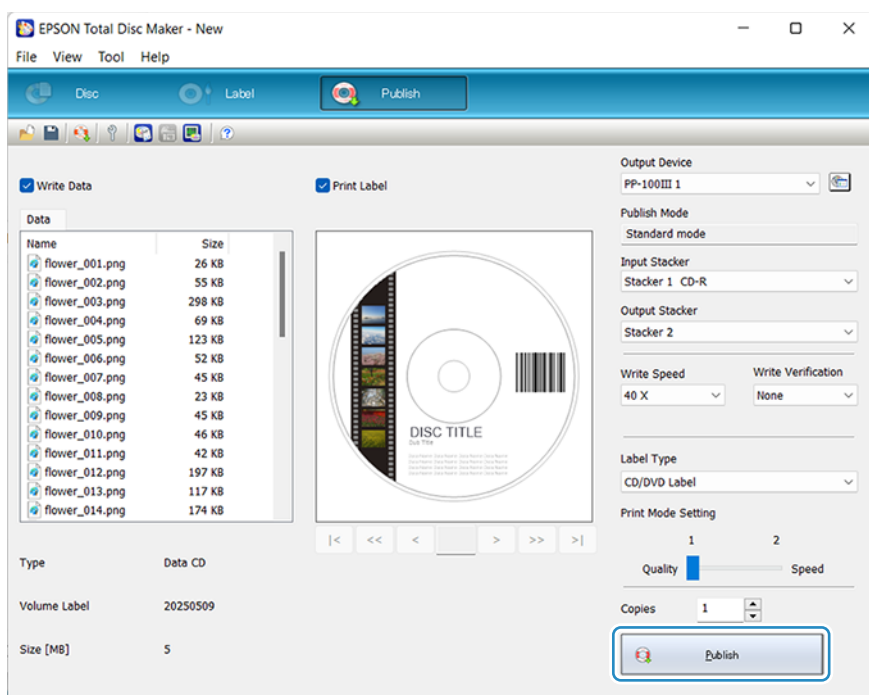 EPSON Total Disc Maker - New
File View Tool Help
Disc Label Publish
Write Data
Data
Name Size
flower_001.png 26 KB
flower_002.png 55 KB
flower_003.png 298 KB
flower_004.png 69 KB
flower_005.png 123 KB
flower_006.png 52 KB
flower_007.png 45 KB
flower_008.png 23 KB
flower_009.png 45 KB
flower_010.png 46 KB
flower_011.png 42 KB
flower_012.png 197 KB
flower_013.png 117 KB
flower_014.png 174 KB
Type Data CD
Volume Label 20250509
Size [MB] 5
Print Label
DISC TITLE
Sub Title
|< << < > >> >|
Output Device
PP-100III 1
Publish Mode
Standard mode
Input Stacker
Stacker 1 CD-R
Output Stacker
Stacker 2
Write Speed Write Verification
40 X None
Label Type
CD/DVD Label
Print Mode Setting
1 2
Quality Speed
Copies 1
Publish